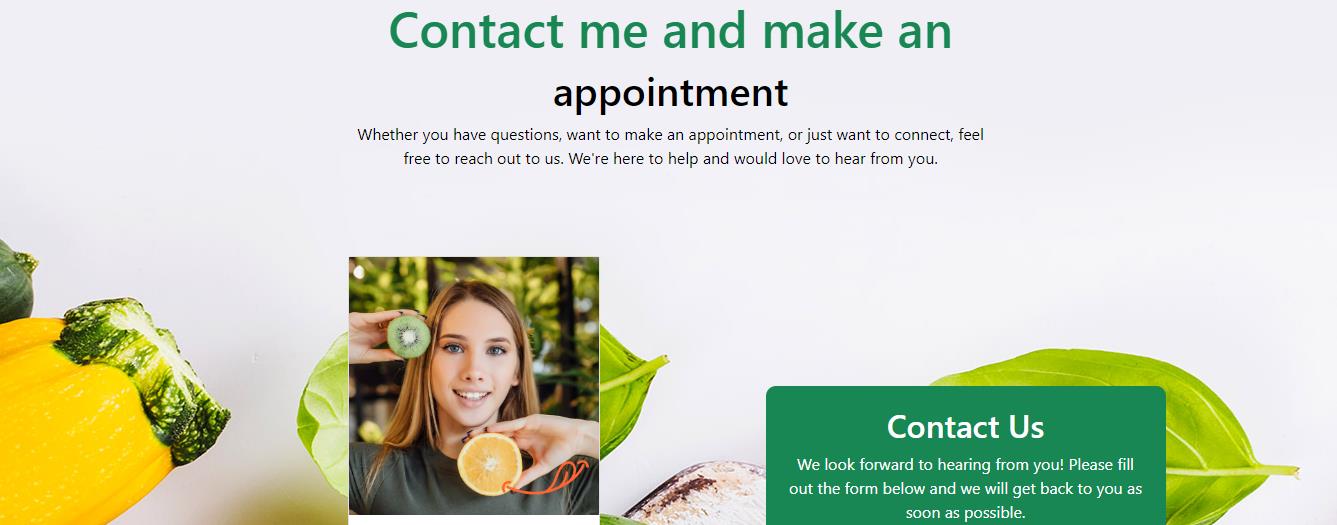 Contact me and make an
appointment
Whether you have questions, want to make an appointment, or just want to connect, feel
free to reach out to us. We're here to help and would love to hear from you.
Contact Us
We look forward to hearing from you! Please fill
out the form below and we will get back to you as
soon as possible.